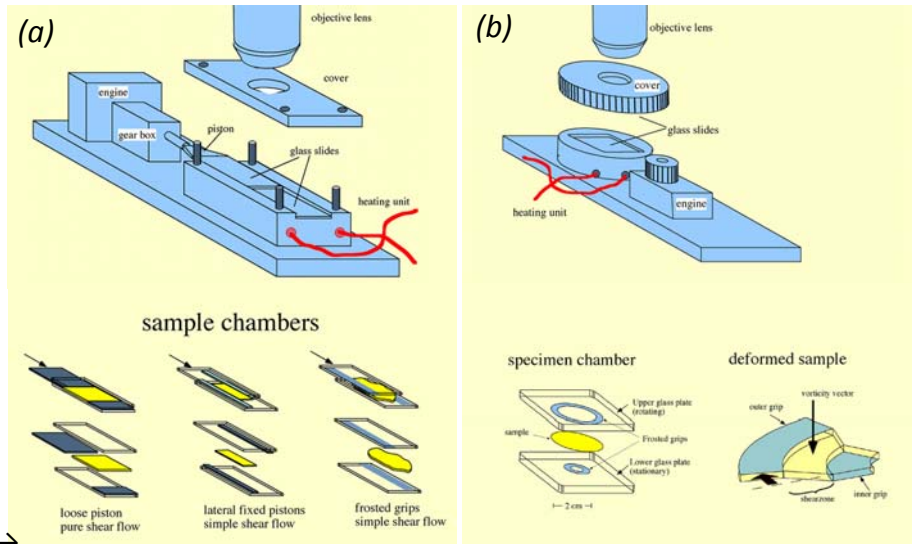 (a)
objective lens
cover
engine
gear box
piston
glass slides
heating unit
sample chambers
loose piston
pure shear flow
lateral fixed pistons
simple shear flow
frosted grips
simple shear flow
(b)
objective lens
cover
glass slides
heating unit
engine
specimen chamber
Upper glass plate
(rotating)
sample
Frosted grips
Lower glass plate
(stationary)
2 cm
deformed sample
vorticity vector
outer grip
shearzone
inner grip